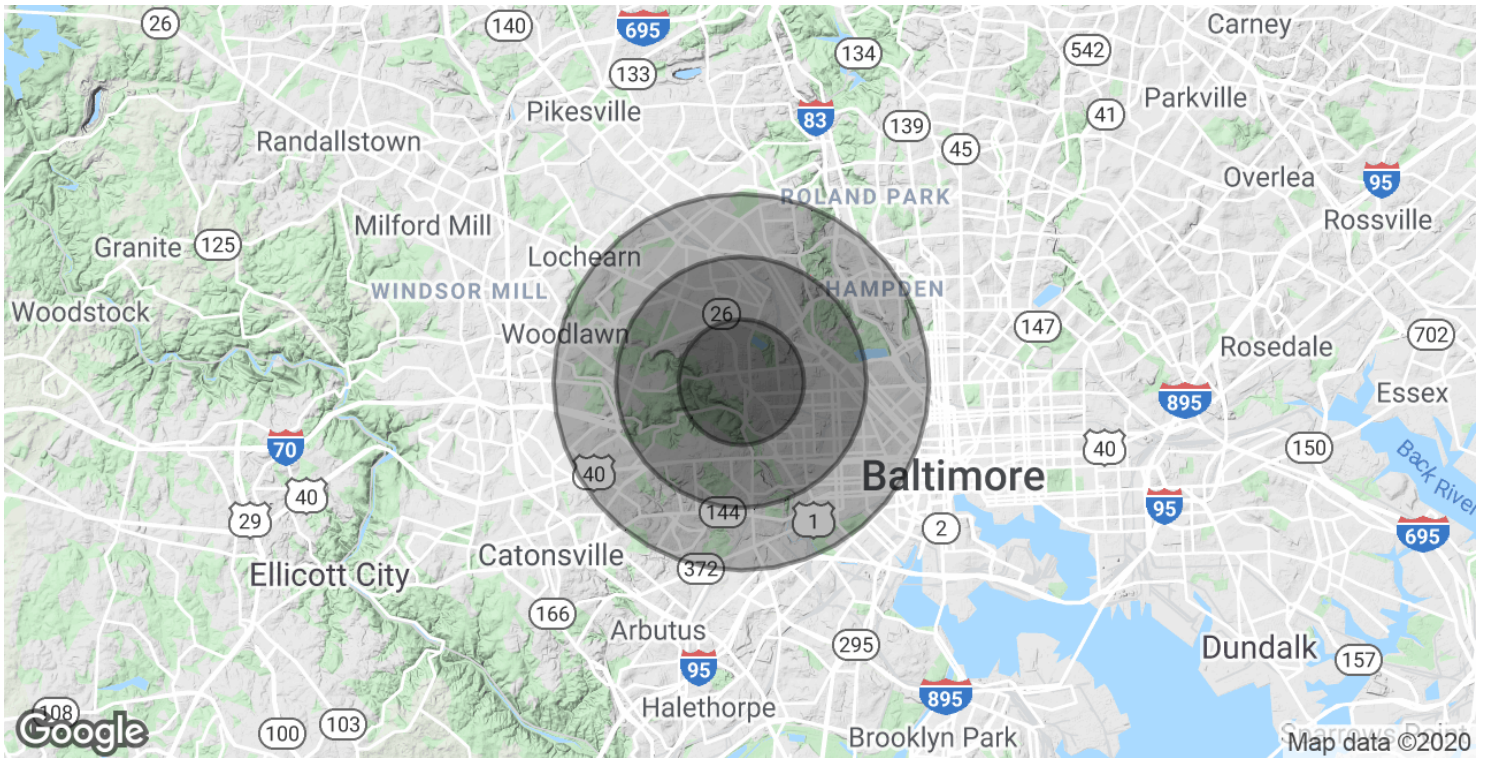 26
140
695
134
542
Carney
133
Pikesville
83
139
41
Parkville
Randallstown
45
Overlea
95
ROLAND PARK
Rossville
Milford Mill
Granite
125
Lochearn
WINDSOR MILL
HAMPDEN
Woodstock
26
147
Woodlawn
702
Rosedale
Essex
895
70
40
150
40
Back River
Baltimore
40
29
144
1
2
95
695
Catonsville
372
Ellicott City
166
Arbutus
295
Dundalk
157
95
895
Halethorpe
108
103
100
Google
Brooklyn Park
Sparrows Point
Map data ©2020